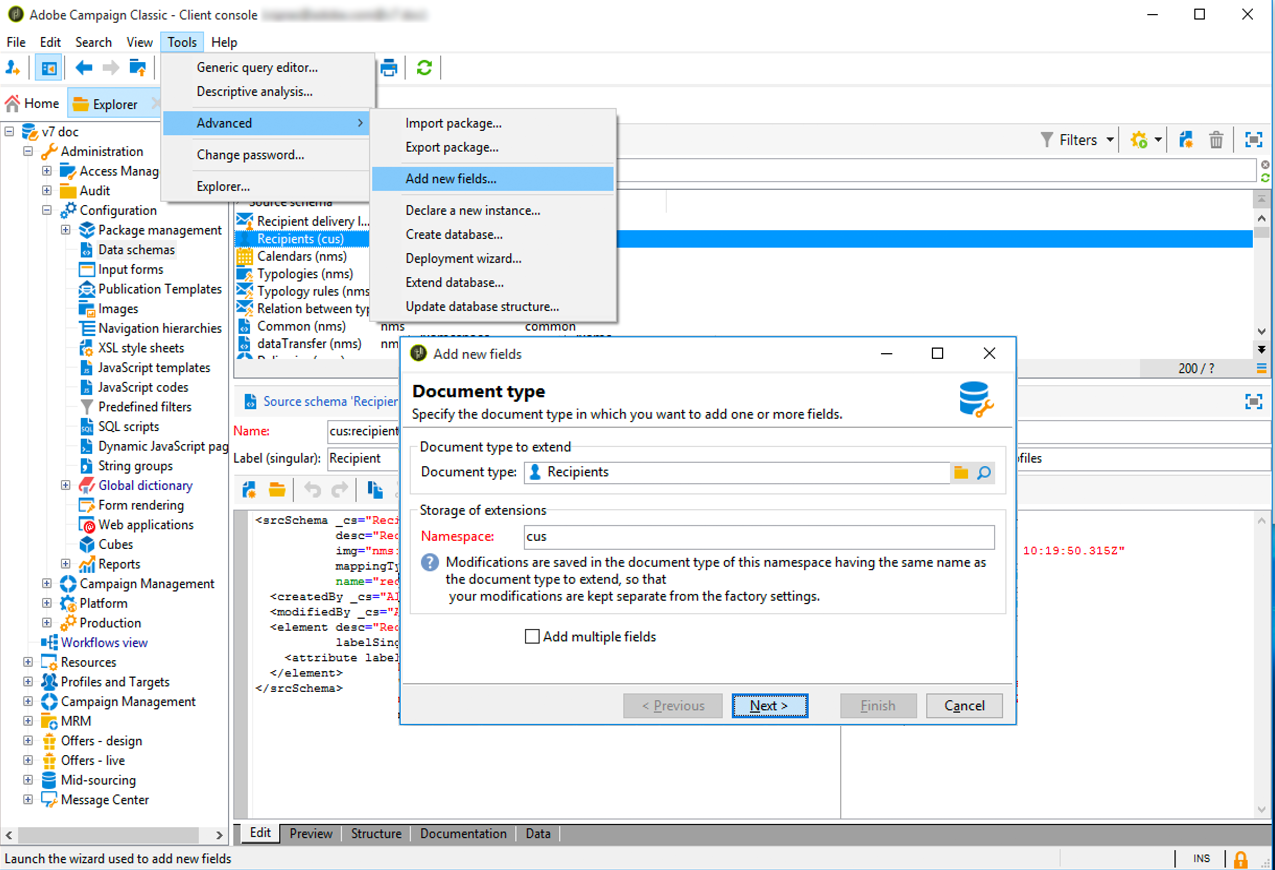 Adobe Campaign Classic - Client console
File Edit Search View Tools Help
Generic query editor...
Descriptive analysis...
Advanced
Change password...
Explorer...
Import package...
Export package...
Add new fields...
Declare a new instance...
Create database...
Deployment wizard...
Extend database...
Update database structure...
Home Explorer
Filters
v7 doc
Administration
Access Manag
Audit
Configuration
Package management
Data schemas
Input forms
Publication Templates
Images
Navigation hierarchies
XSL style sheets
JavaScript templates
JavaScript codes
Predefined filters
SQL scripts
Dynamic JavaScript pag
String groups
Global dictionary
Form rendering
Web applications
Cubes
Reports
Campaign Management
Platform
Production
Workflows view
Resources
Profiles and Targets
Campaign Management
MRM
Offers - design
Offers - live
Mid-sourcing
Message Center
Source schema
Recipient delivery l...
Recipients (cus)
Calendars (nms)
Typologies (nms)
Typology rules (nms
Relation between typ
Common (nms) nms common
dataTransfer (nms) nm
200 / ?
Source schema 'Recipien
Name: cus:recipient
Label (singular): Recipient ofiles
<srcSchema _cs="Reci
desc="Rec
img="nms:
mappingTy
name="rec
<createdBy _cs="Al
<modifiedBy _cs="A
<element desc="Rec
labelSing
<attribute label
</element>
</srcSchema>
10:19:50.315Z"
Add new fields
Document type
Specify the document type in which you want to add one or more fields.
Document type to extend
Document type: Recipients
Storage of extensions
Namespace: cus
Modifications are saved in the document type of this namespace having the same name as
the document type to extend, so that
your modifications are kept separate from the factory settings.
Add multiple fields
< Previous Next > Finish Cancel
Edit Preview Structure Documentation Data
Launch the wizard used to add new fields INS